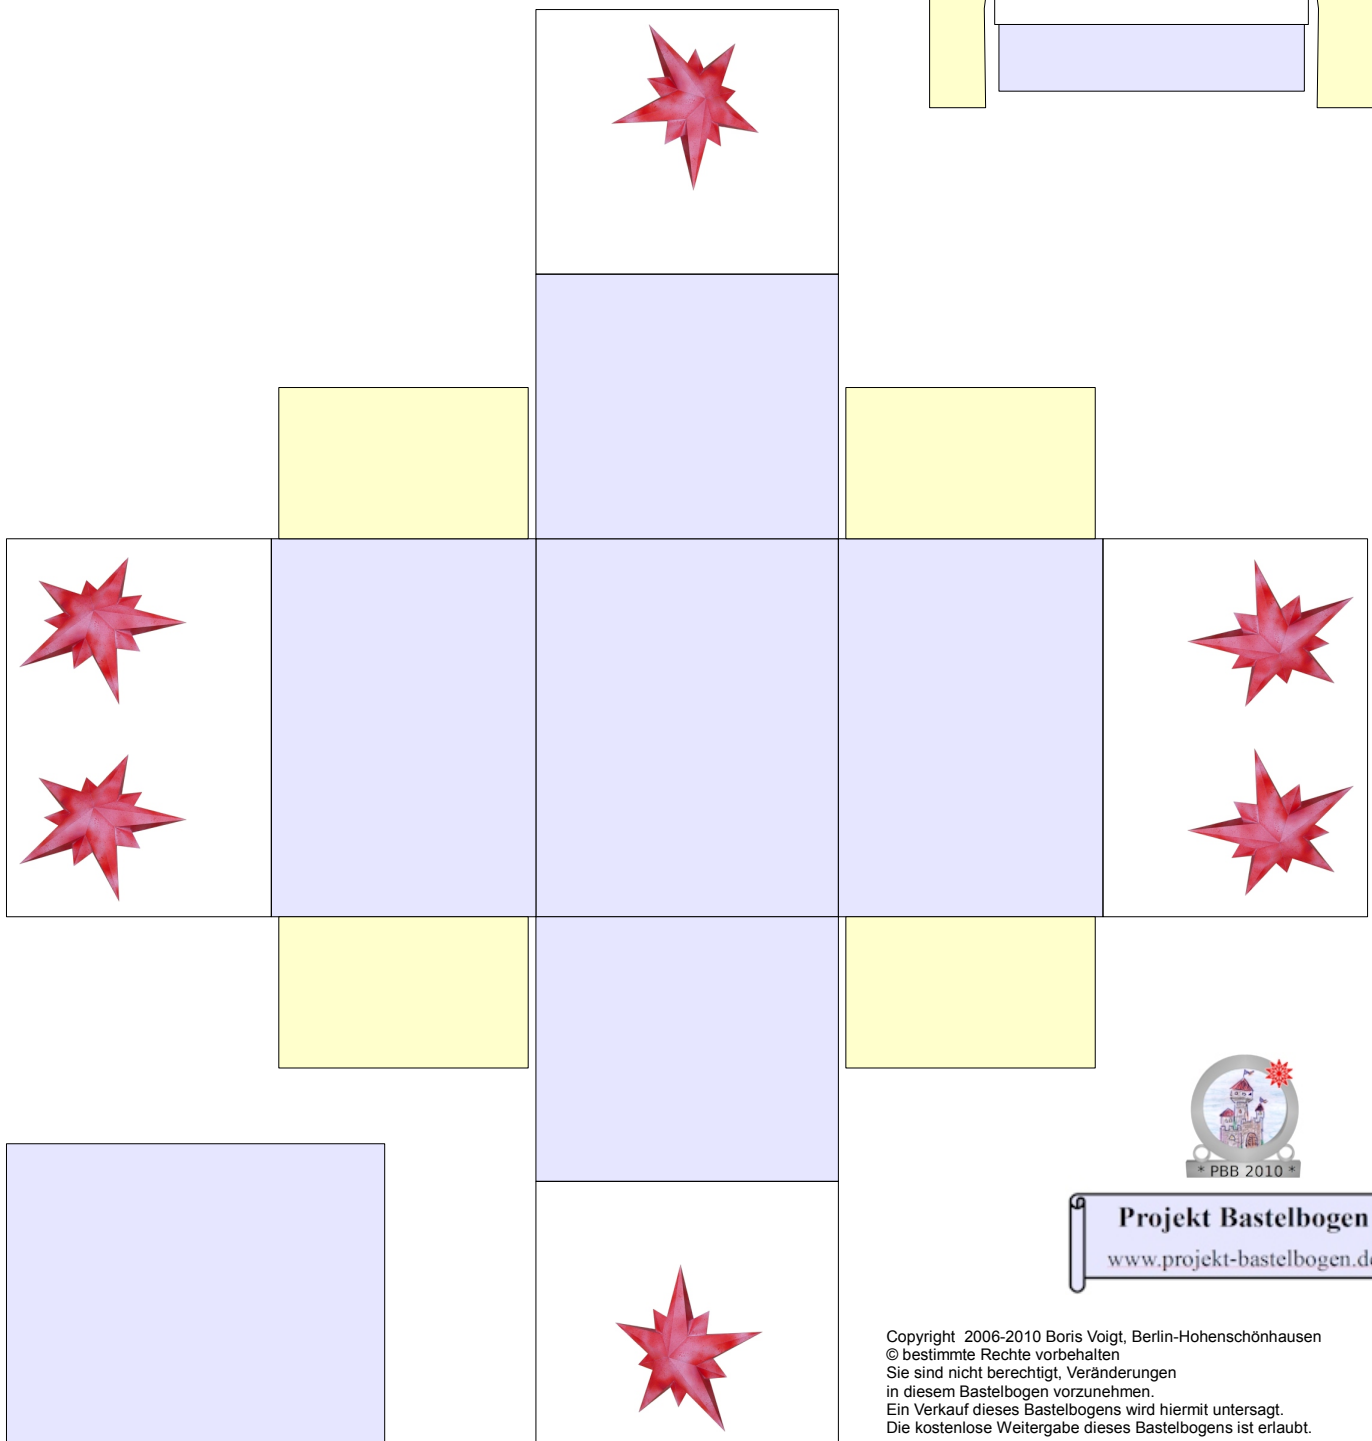 * PBB 2010 *
Projekt Bastelbogen
www.projekt-bastelbogen.de
Copyright  2006-2010 Boris Voigt, Berlin-Hohenschönhausen
© bestimmte Rechte vorbehalten
Sie sind nicht berechtigt, Veränderungen
in diesem Bastelbogen vorzunehmen.
Ein Verkauf dieses Bastelbogens wird hiermit untersagt.
Die kostenlose Weitergabe dieses Bastelbogens ist erlaubt.